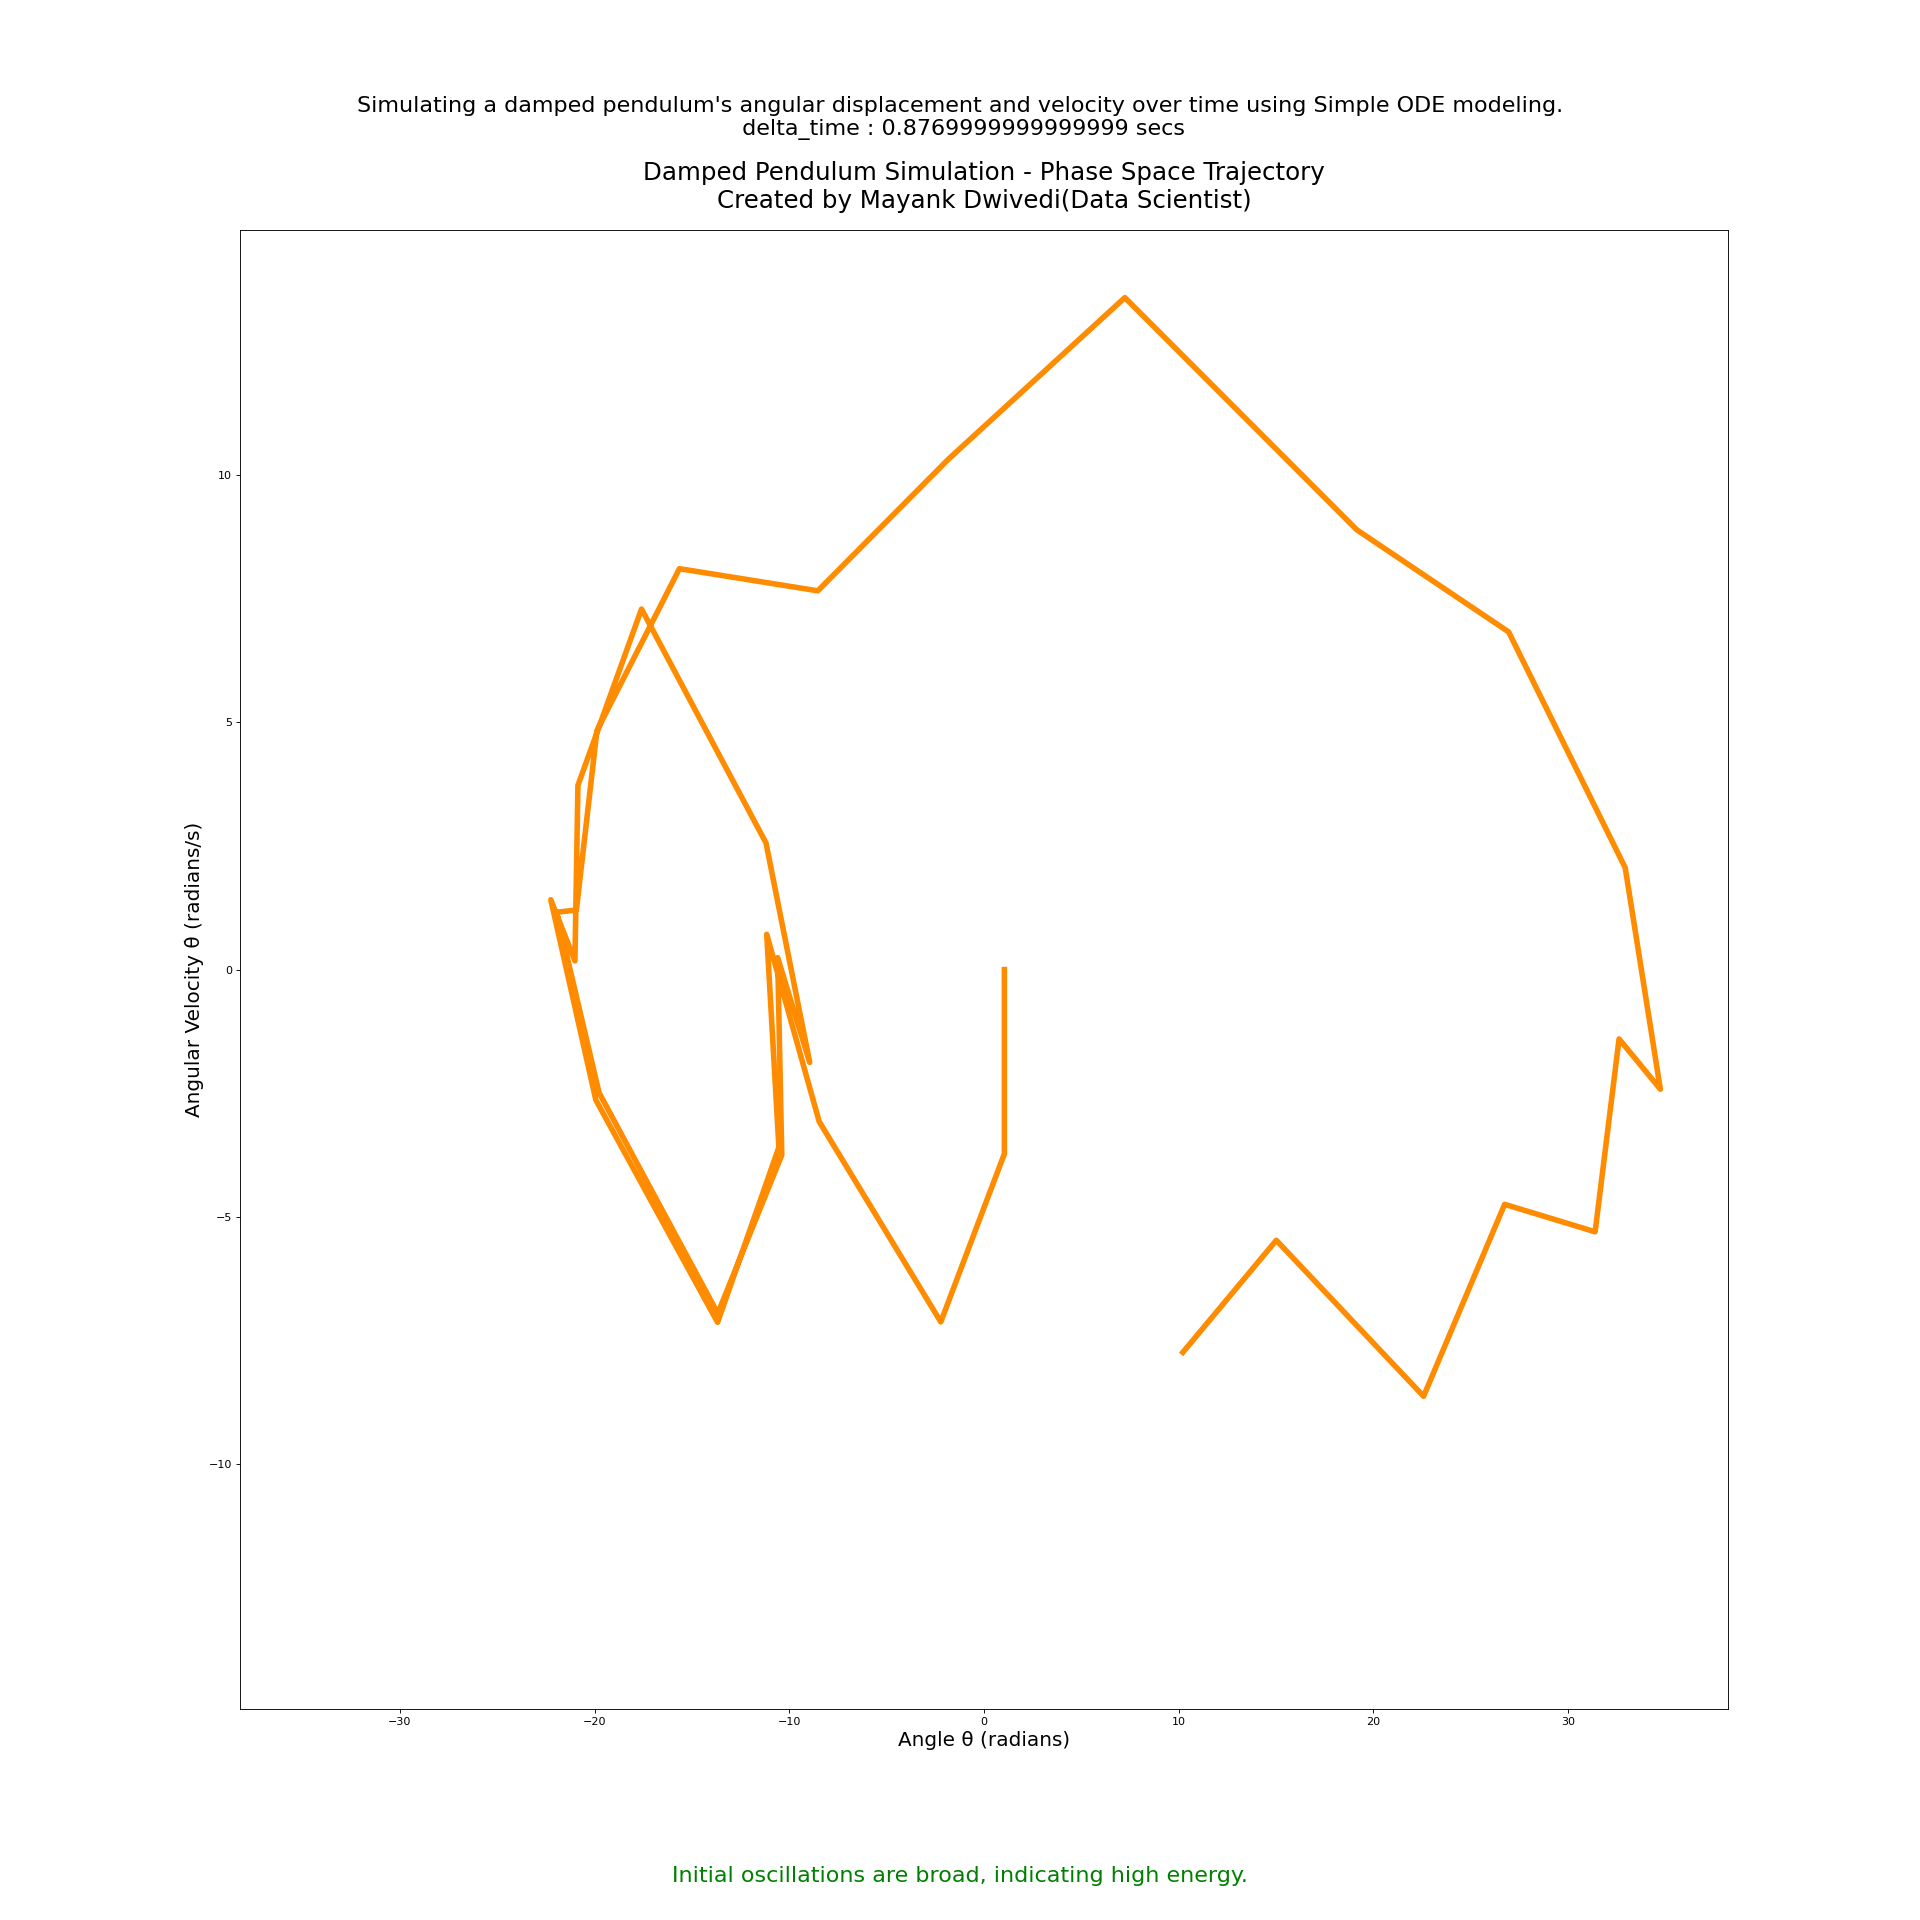 Simulating a damped pendulum's angular displacement and velocity over time using Simple ODE modeling.
delta_time : 0.8769999999999999 secs
Damped Pendulum Simulation - Phase Space Trajectory
Created by Mayank Dwivedi(Data Scientist)
10
5
0
−5
−10
Angular Velocity θ (radians/s)
−30
−20
−10
0
10
20
30
Angle θ (radians)
Initial oscillations are broad, indicating high energy.